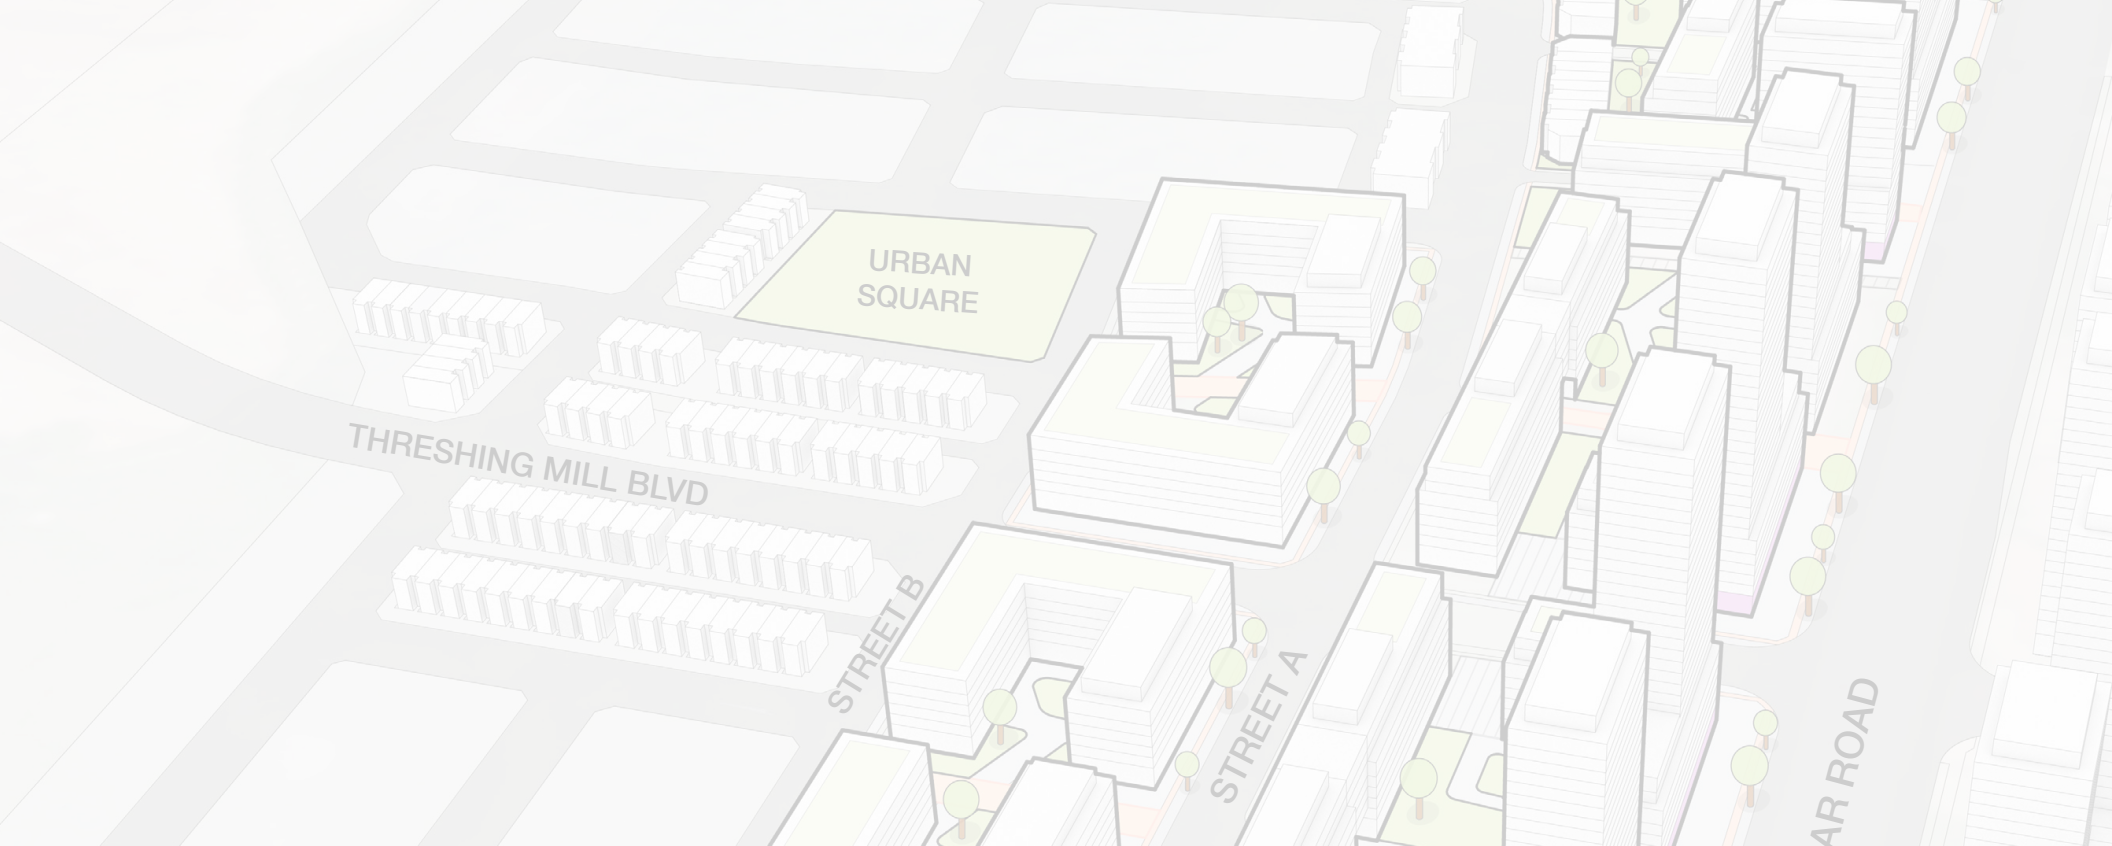 URBAN
SQUARE
THRESHING MILL BLVD
STREET B
STREET A
AR ROAD